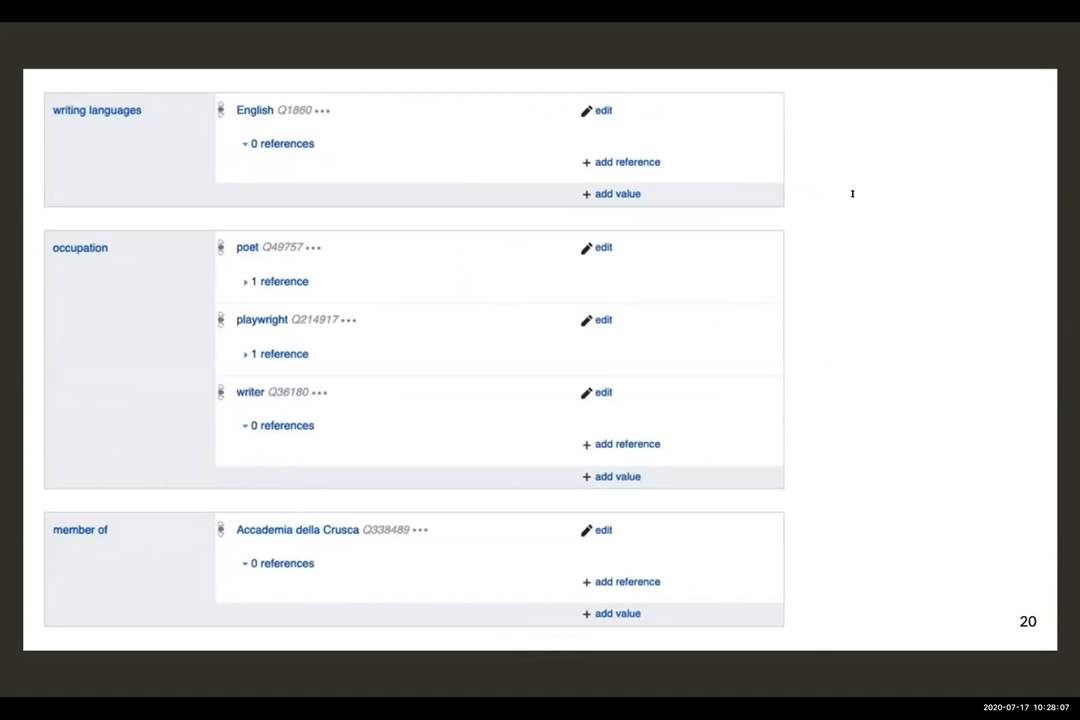 writing languages
English Q1860
edit
0 references
+ add reference
+ add value
occupation
poet Q49757
edit
1 reference
playwright Q214917
edit
1 reference
writer Q36180
edit
0 references
+ add reference
+ add value
member of
Accademia della Crusca Q338489
edit
0 references
+ add reference
+ add value
20
2020-07-17 10:28:07